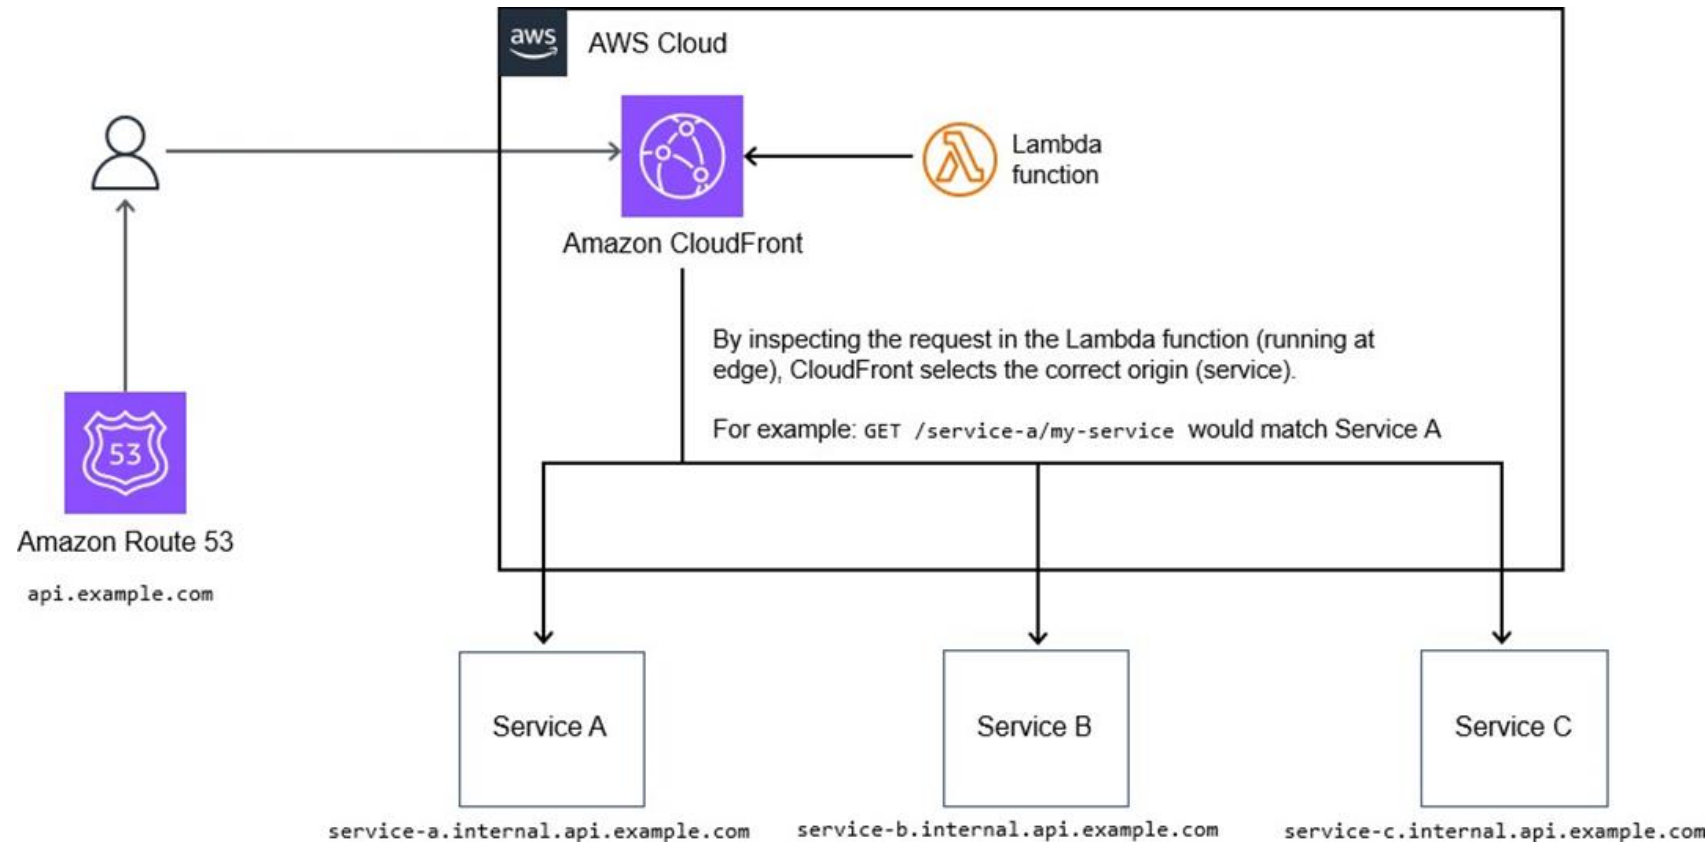 aws
AWS Cloud
Lambda
function
Amazon CloudFront
By inspecting the request in the Lambda function (running at
edge), CloudFront selects the correct origin (service).
For example: GET /service-a/my-service would match Service A
53
Amazon Route 53
api.example.com
Service A
Service B
Service C
service-a.internal.api.example.com
service-b.internal.api.example.com
service-c.internal.api.example.com